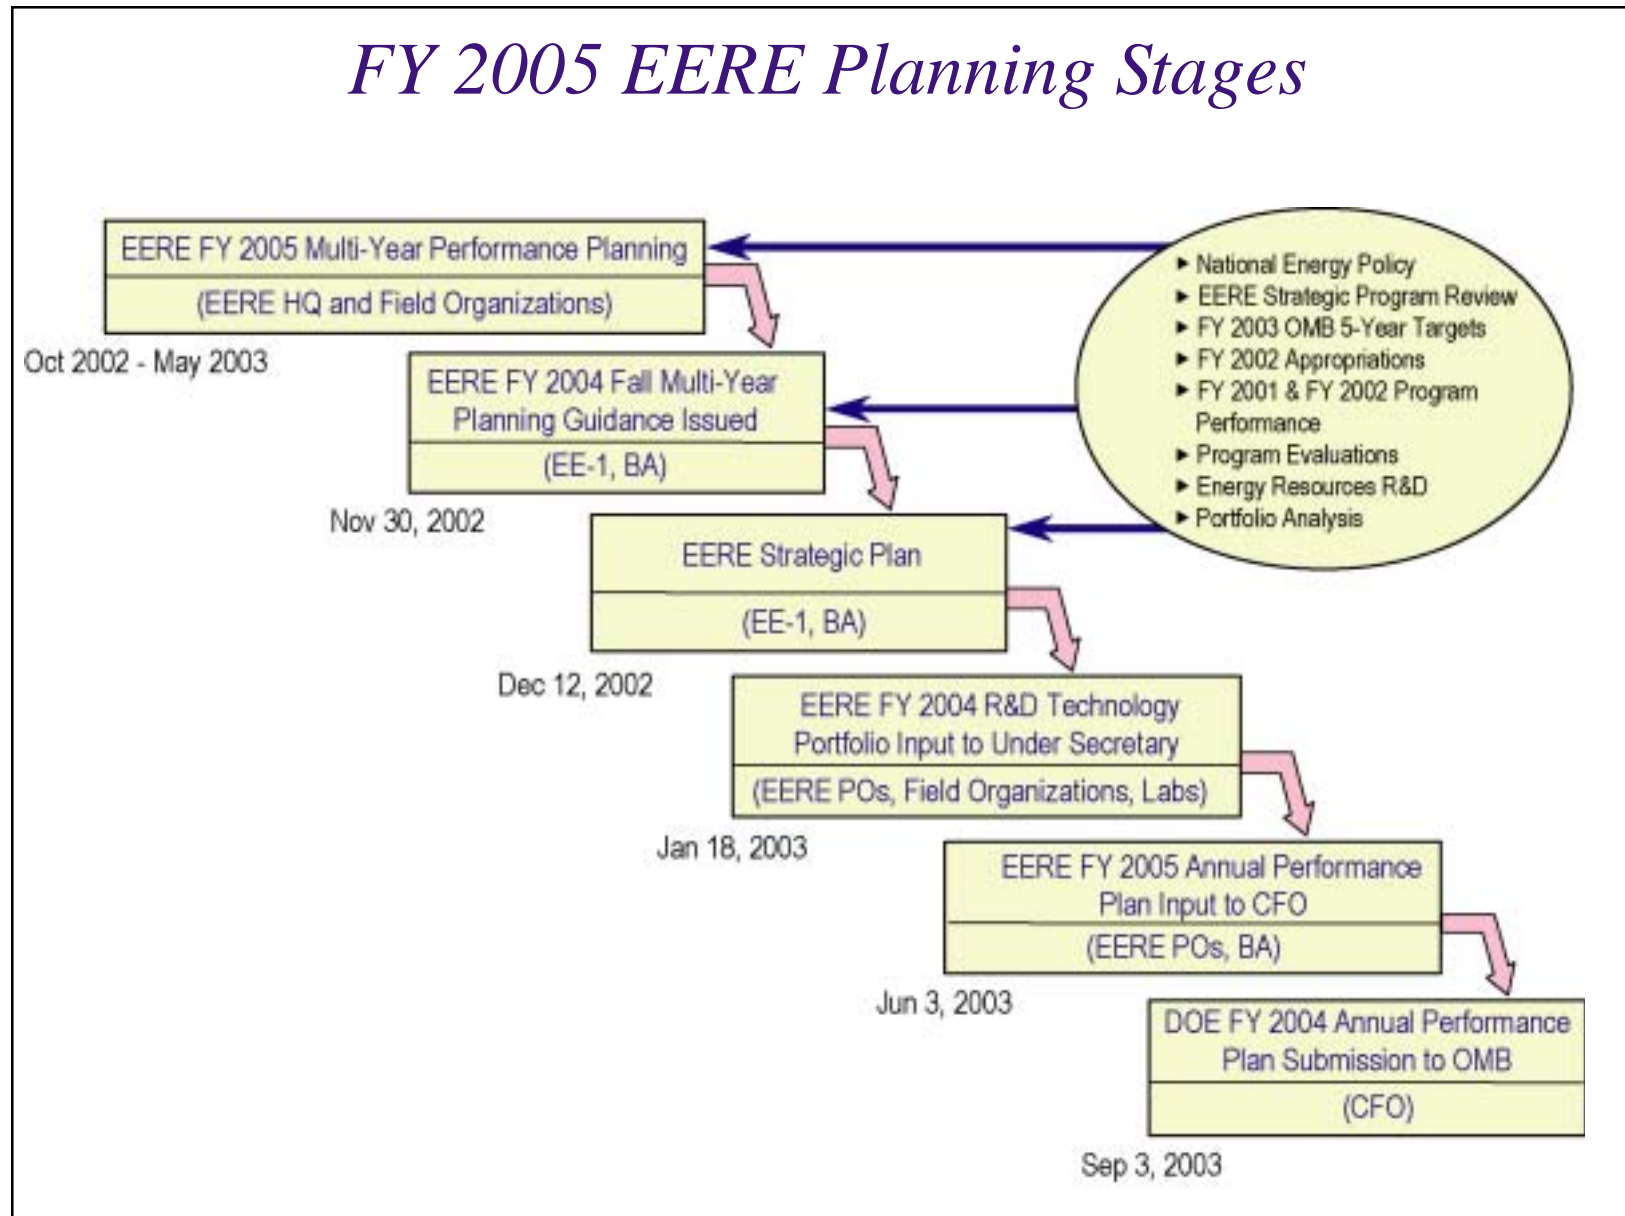 FY 2005 EERE Planning Stages
EERE FY 2005 Multi-Year Performance Planning
(EERE HQ and Field Organizations)
Oct 2002 - May 2003
EERE FY 2004 Fall Multi-Year
Planning Guidance Issued
(EE-1, BA)
Nov 30, 2002
EERE Strategic Plan
(EE-1, BA)
Dec 12, 2002
EERE FY 2004 R&D Technology
Portfolio Input to Under Secretary
(EERE POs, Field Organizations, Labs)
Jan 18, 2003
EERE FY 2005 Annual Performance
Plan Input to CFO
(EERE POs, BA)
Jun 3, 2003
DOE FY 2004 Annual Performance
Plan Submission to OMB
(CFO)
Sep 3, 2003
► National Energy Policy
► EERE Strategic Program Review
► FY 2003 OMB 5-Year Targets
► FY 2002 Appropriations
► FY 2001 & FY 2002 Program
Performance
► Program Evaluations
► Energy Resources R&D
► Portfolio Analysis